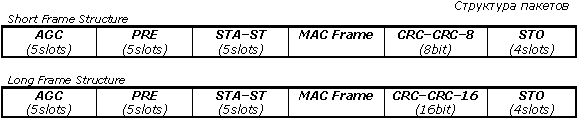 Структура пакетов
Short Frame Structure
AGC PRE STA-ST MAC Frame CRC-CRC-8 STO
(5slots) (5slots) (5slots) (8bit) (4slots)
Long Frame Structure
AGC PRE STA-ST MAC Frame CRC-CRC-16 STO
(5slots) (5slots) (5slots) (16bit) (4slots)